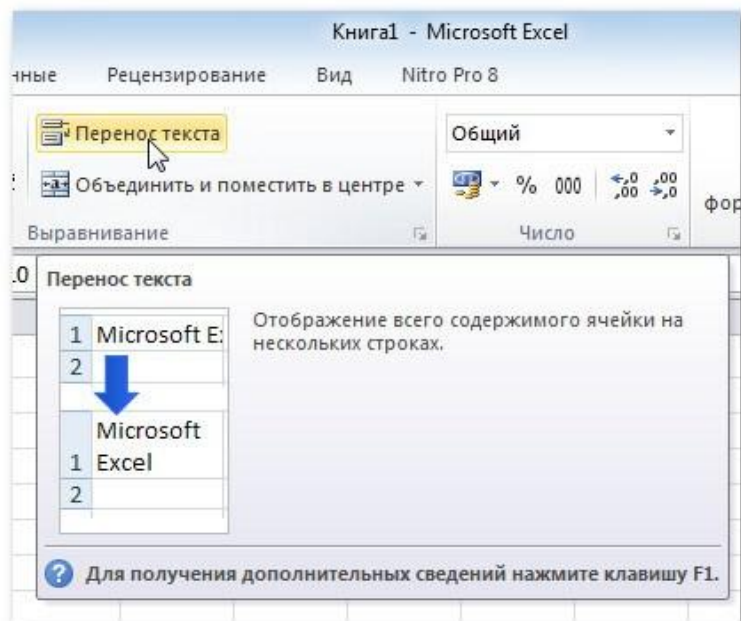 Книга1 - Microsoft Excel
Рецензирование Вид Nitro Pro 8
Перенос текста Общий
Объединить и поместить в центре % 000 ,0 ,00 ,00 ,0
Выравнивание Число
Перенос текста
Отображение всего содержимого ячейки на
нескольких строках.
1 Microsoft E
2
Microsoft
1 Excel
2
? Для получения дополнительных сведений нажмите клавишу F1.